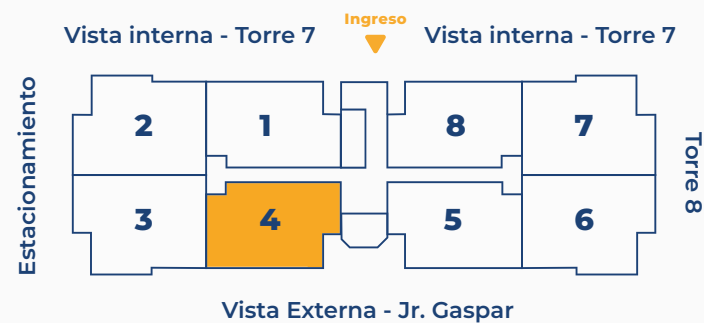 Ingreso
Vista interna - Torre 7
Vista interna - Torre 7
Estacionamiento
2
1
8
7
Torre 8
3
4
5
6
Vista Externa - Jr. Gaspar